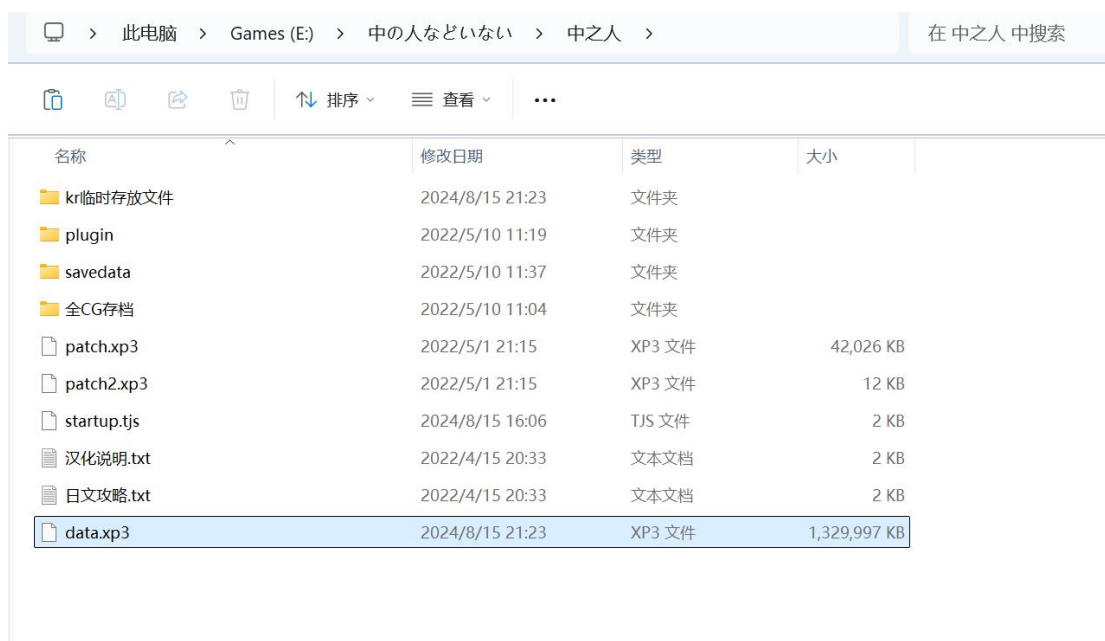 此电脑 > Games (E:) > 中の人などいない > 中之人 > 在 中之人 中搜索
排序 查看 ...
名称 修改日期 类型 大小
kr临时存放文件 2024/8/15 21:23 文件夹
plugin 2022/5/10 11:19 文件夹
savedata 2022/5/10 11:37 文件夹
全CG存档 2022/5/10 11:04 文件夹
patch.xp3 2022/5/1 21:15 XP3 文件 42,026 KB
patch2.xp3 2022/5/1 21:15 XP3 文件 12 KB
startup.tjs 2024/8/15 16:06 TJS 文件 2 KB
汉化说明.txt 2022/4/15 20:33 文本文档 2 KB
日文攻略.txt 2022/4/15 20:33 文本文档 2 KB
data.xp3 2024/8/15 21:23 XP3 文件 1,329,997 KB